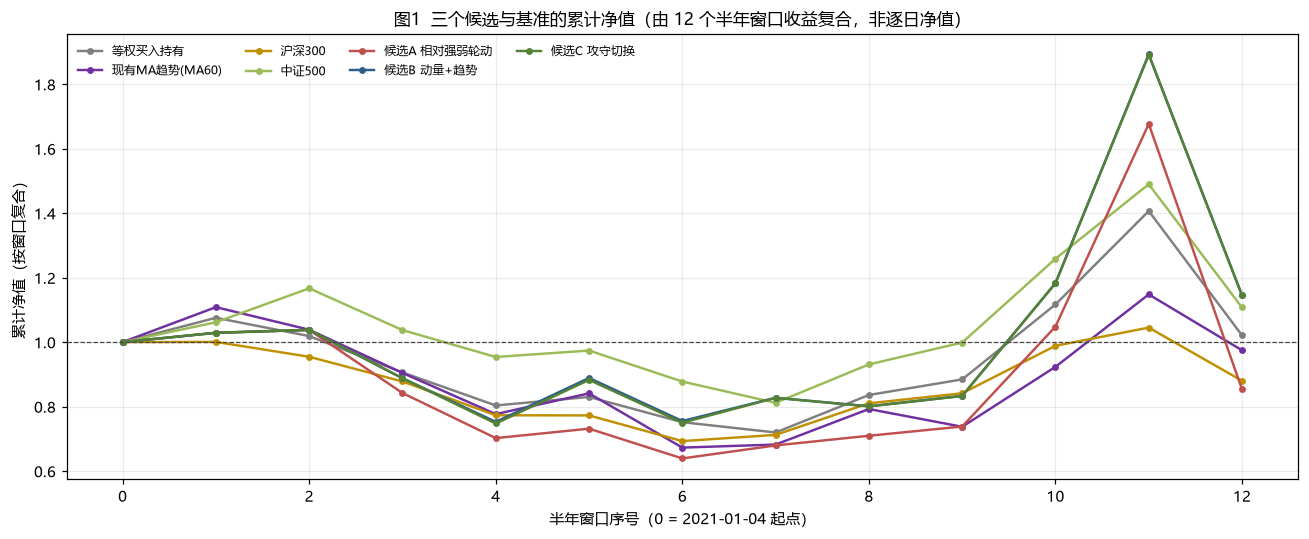 图1 三个候选与基准的累计净值（由 12 个半年窗口收益复合，非逐日净值）
等权买入持有
现有MA趋势(MA60)
沪深300
中证500
候选A 相对强弱轮动
候选B 动量+趋势
候选C 攻守切换
累计净值（按窗口复合）
1.8
1.6
1.4
1.2
1.0
0.8
0.6
0 2 4 6 8 10 12
半年窗口序号（0 = 2021-01-04 起点）